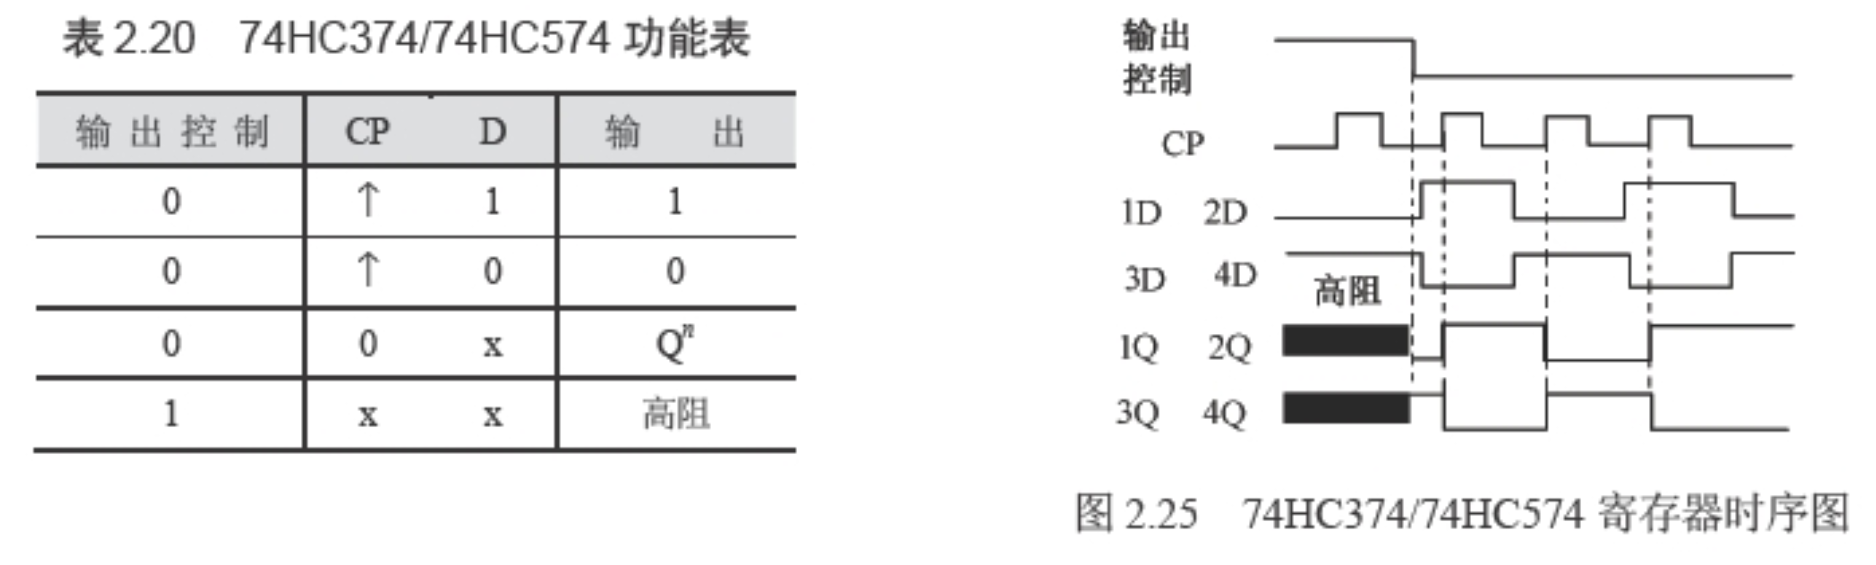 表 2.20 74HC374/74HC574 功能表
输出控制 CP D 输出
0 ↑ 1 1
0 ↑ 0 0
0 0 x Qⁿ
1 x x 高阻
输出
控制
CP
1D 2D
3D 4D
高阻
1Q 2Q
3Q 4Q
图 2.25 74HC374/74HC574 寄存器时序图